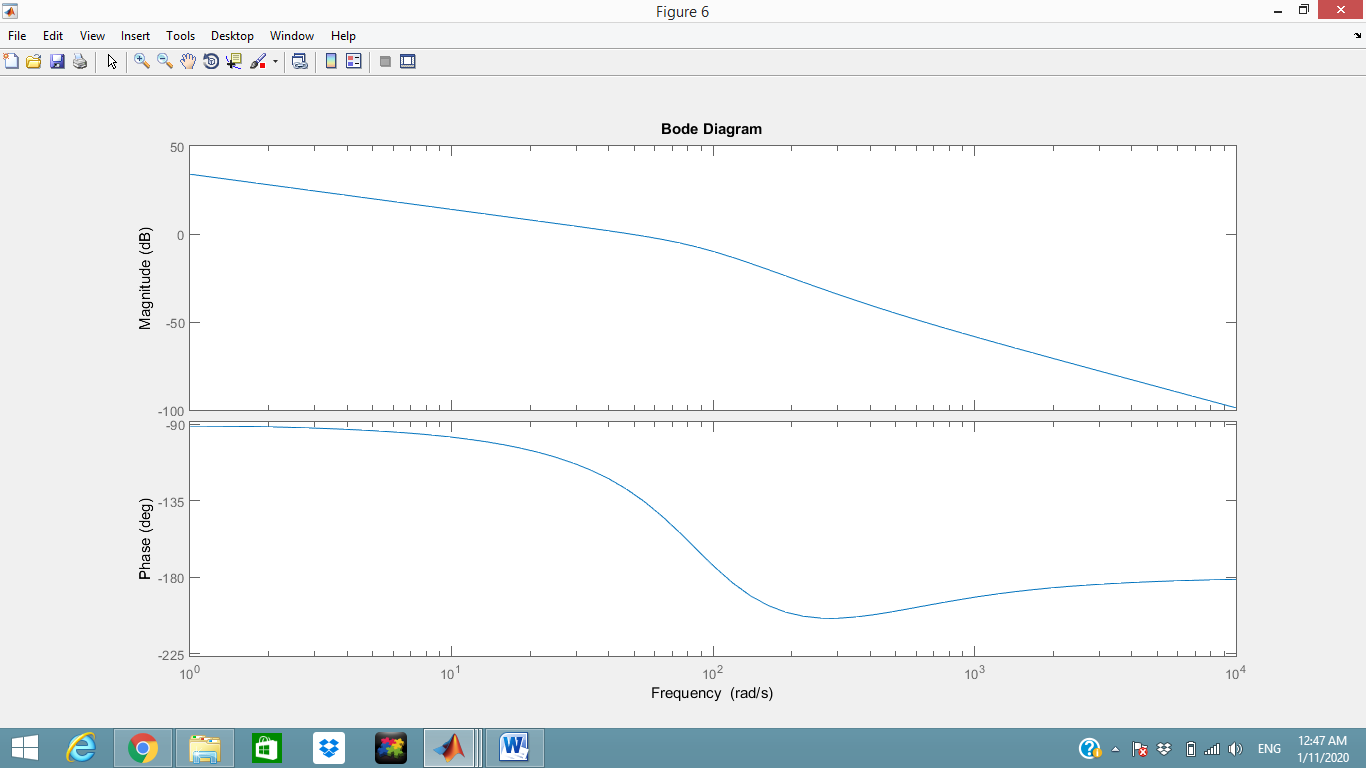 Figure 6
File Edit View Insert Tools Desktop Window Help
Bode Diagram
50
0
-50
-100
Magnitude (dB)
-90
-135
-180
-225
Phase (deg)
10^0 10^1 10^2 10^3 10^4
Frequency (rad/s)
ENG
12:47 AM
1/11/2020